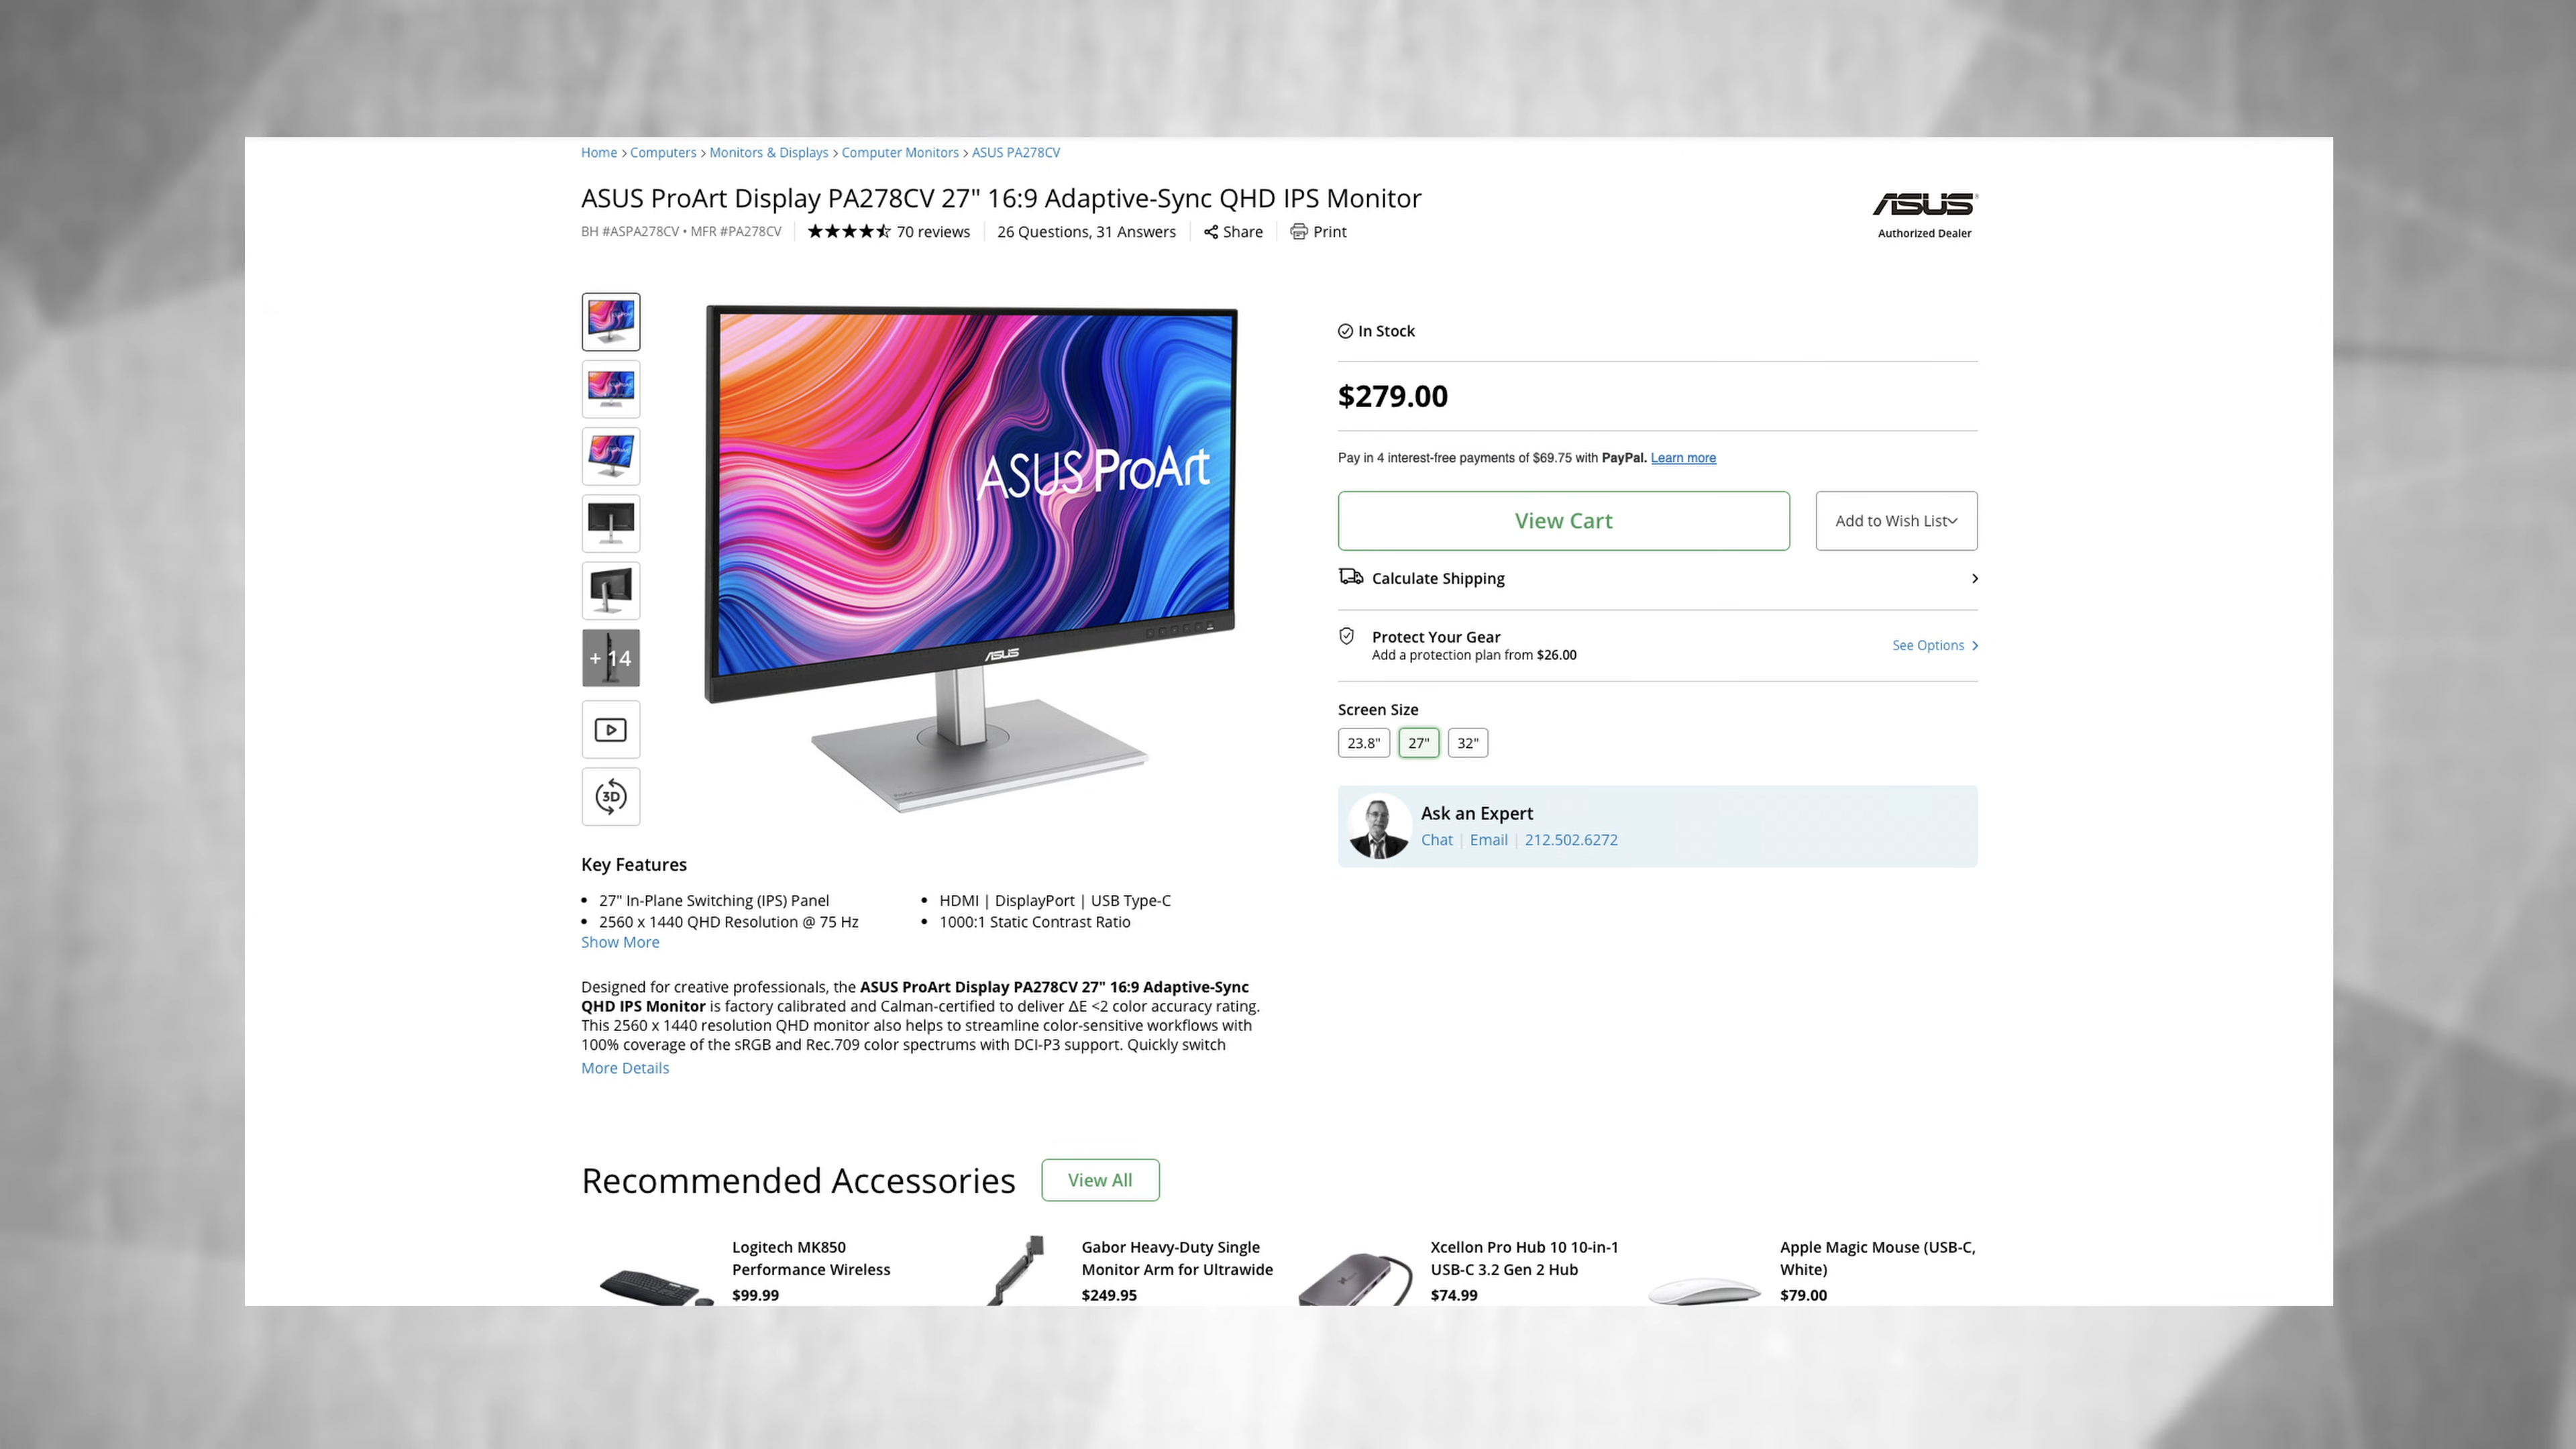 Home > Computers > Monitors & Displays > Computer Monitors > ASUS PA278CV
ASUS ProArt Display PA278CV 27" 16:9 Adaptive-Sync QHD IPS Monitor
BH #ASPA278CV • MFR #PA278CV
70 reviews
26 Questions, 31 Answers
Share
Print
ASUS
Authorized Dealer
+ 14
3D
ASUS ProArt
ASUS
In Stock
$279.00
Pay in 4 interest-free payments of $69.75 with PayPal. Learn more
View Cart
Add to Wish List
Calculate Shipping
Protect Your Gear
Add a protection plan from $26.00
See Options
Screen Size
23.8" 27" 32"
Ask an Expert
Chat | Email | 212.502.6272
Key Features
• 27" In-Plane Switching (IPS) Panel
• 2560 x 1440 QHD Resolution @ 75 Hz
• HDMI | DisplayPort | USB Type-C
• 1000:1 Static Contrast Ratio
Show More
Designed for creative professionals, the ASUS ProArt Display PA278CV 27" 16:9 Adaptive-Sync
QHD IPS Monitor is factory calibrated and Calman-certified to deliver ΔE <2 color accuracy rating.
This 2560 x 1440 resolution QHD monitor also helps to streamline color-sensitive workflows with
100% coverage of the sRGB and Rec.709 color spectrums with DCI-P3 support. Quickly switch
More Details
Recommended Accessories
View All
Logitech MK850
Performance Wireless
$99.99
Gabor Heavy-Duty Single
Monitor Arm for Ultrawide
$249.95
Xcellon Pro Hub 10 10-in-1
USB-C 3.2 Gen 2 Hub
$74.99
Apple Magic Mouse (USB-C,
White)
$79.00